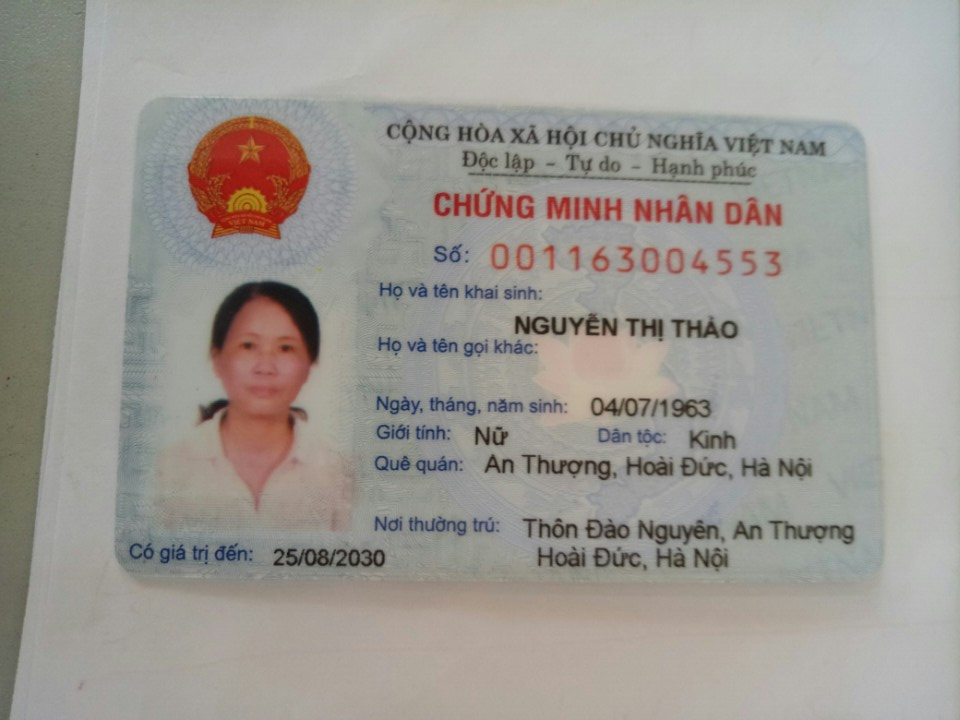 CỘNG HÒA XÃ HỘI CHỦ NGHĨA VIỆT NAM
Độc lập - Tự do - Hạnh phúc
CHỨNG MINH NHÂN DÂN
Số: 001163004553
Họ và tên khai sinh:
NGUYỄN THỊ THẢO
Họ và tên gọi khác:
Ngày, tháng, năm sinh: 04/07/1963
Giới tính: Nữ Dân tộc: Kinh
Quê quán: An Thượng, Hoài Đức, Hà Nội
Nơi thường trú: Thôn Đào Nguyên, An Thượng
Hoài Đức, Hà Nội
Có giá trị đến: 25/08/2030
VIỆT NAM